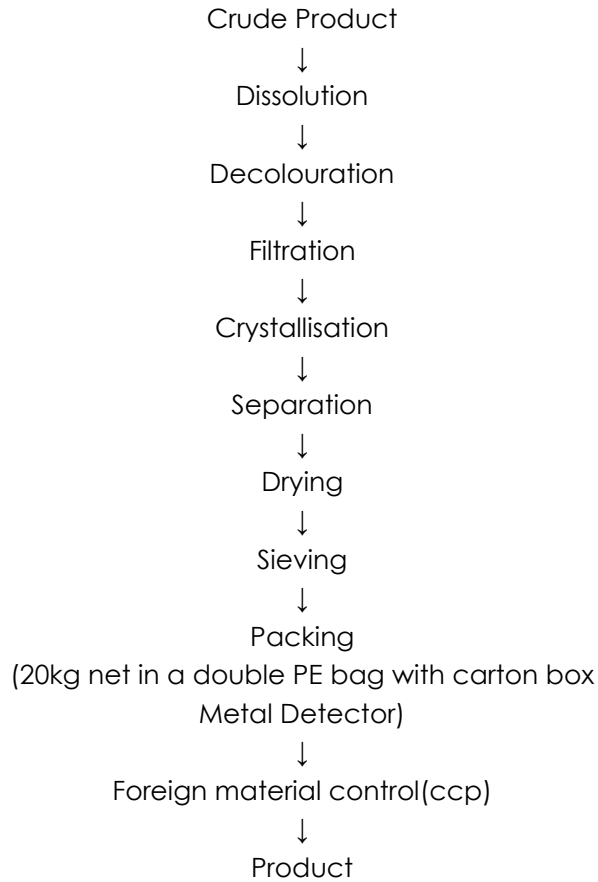 Crude Product
↓
Dissolution
↓
Decolouration
↓
Filtration
↓
Crystallisation
↓
Separation
↓
Drying
↓
Sieving
↓
Packing
(20kg net in a double PE bag with carton box
Metal Detector)
↓
Foreign material control(ccp)
↓
Product